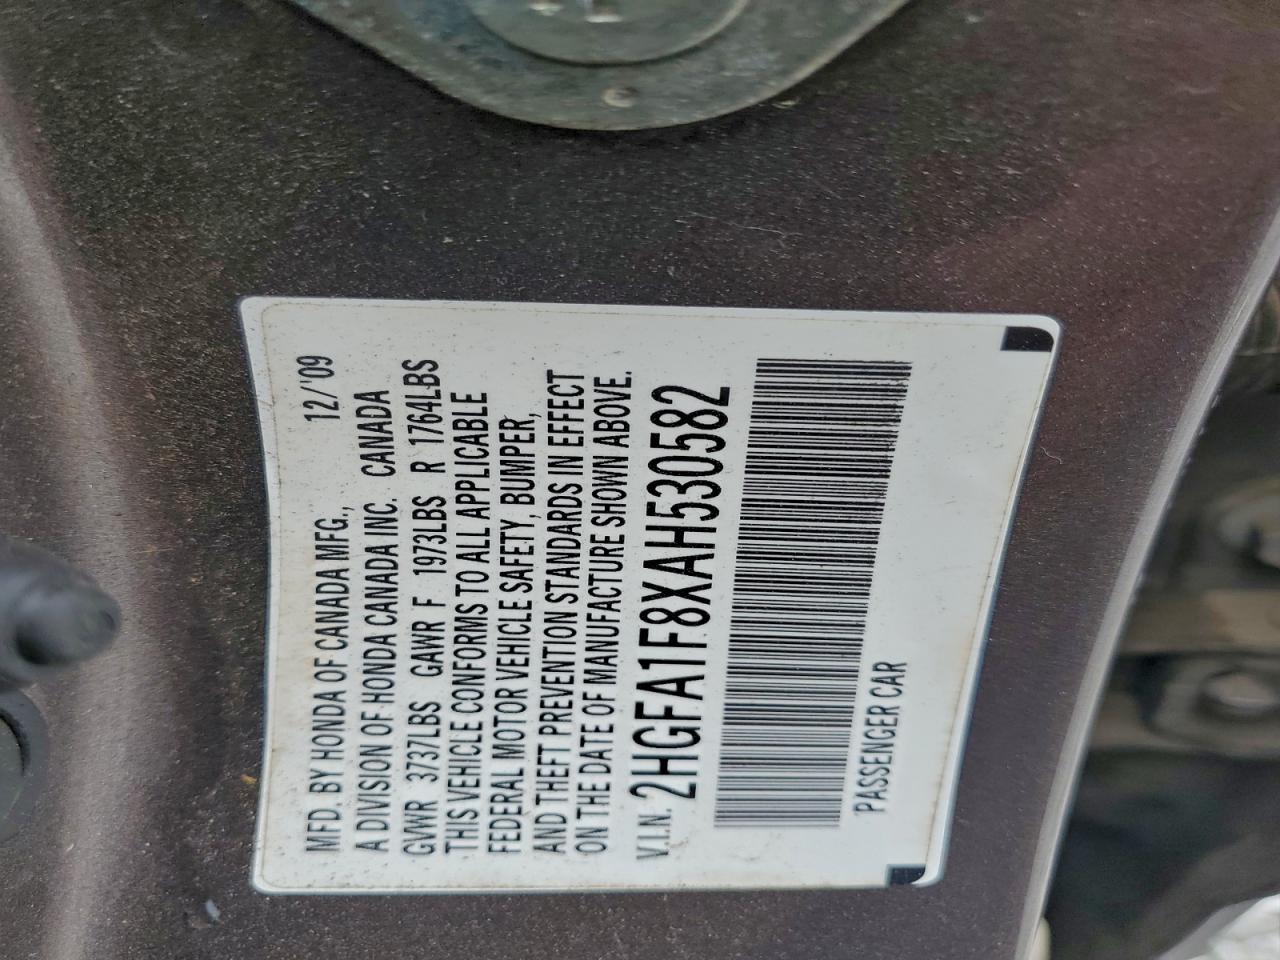 MFD. BY HONDA OF CANADA MFG., 12/'09
A DIVISION OF HONDA CANADA INC. CANADA
GVWR 3737LBS GAWR F 1973LBS R 1764LBS
THIS VEHICLE CONFORMS TO ALL APPLICABLE
FEDERAL MOTOR VEHICLE SAFETY, BUMPER,
AND THEFT PREVENTION STANDARDS IN EFFECT
ON THE DATE OF MANUFACTURE SHOWN ABOVE.
V.I.N. 2HGFA1F8XAH530582
PASSENGER CAR